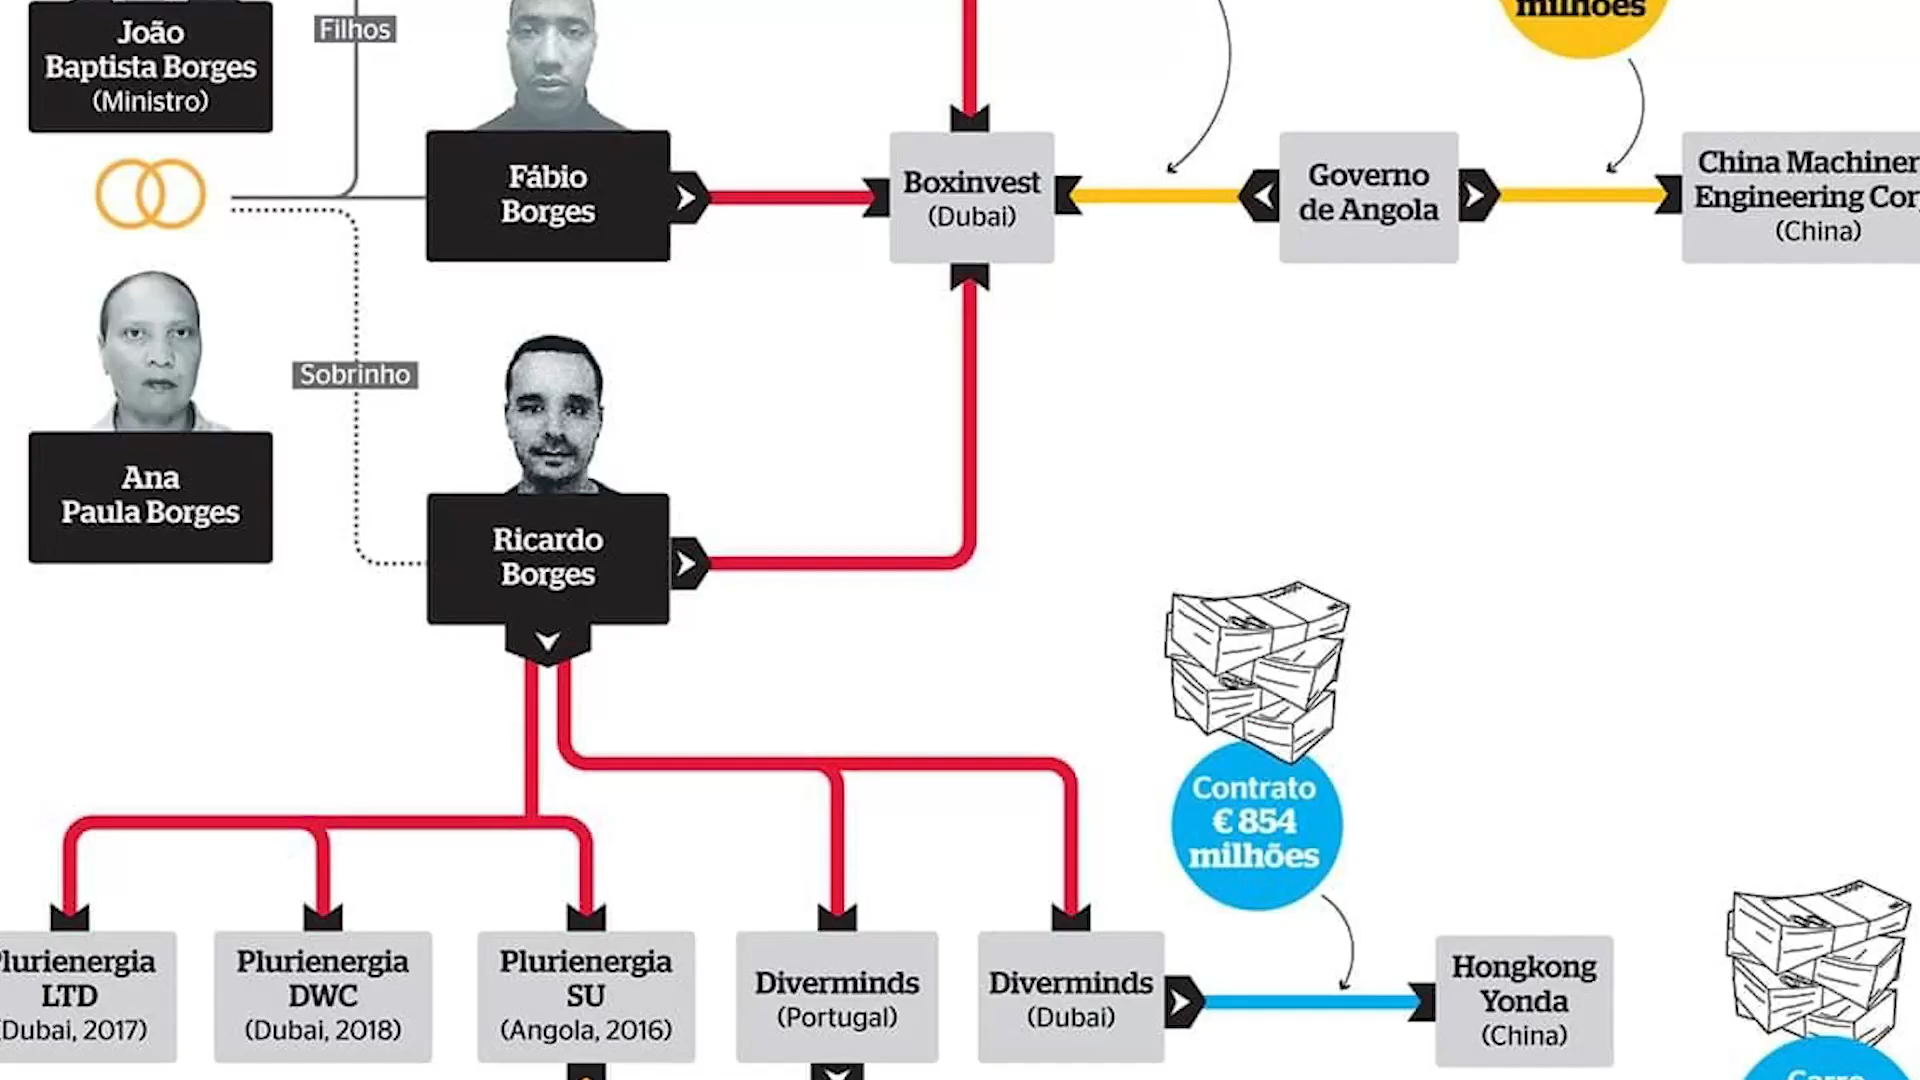 milhões
João
Baptista Borges
(Ministro)
Filhos
Fábio
Borges
Boxinvest
(Dubai)
Governo
de Angola
China Machiner
Engineering Cor
(China)
Sobrinho
Ana
Paula Borges
Ricardo
Borges
Contrato
€ 854
milhões
Plurienergia
LTD
(Dubai, 2017)
Plurienergia
DWC
(Dubai, 2018)
Plurienergia
SU
(Angola, 2016)
Diverminds
(Portugal)
Diverminds
(Dubai)
Hongkong
Yonda
(China)